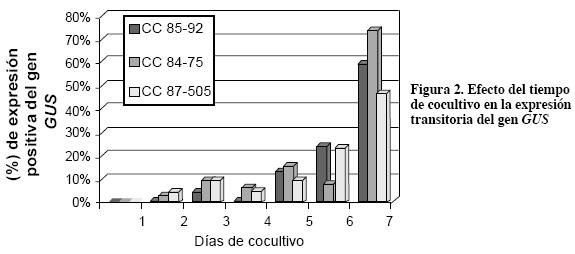 80%
70%
60%
50%
40%
30%
20%
10%
0%
(%) de expresión
positiva del gen
GUS
CC 85-92
CC 84-75
CC 87-505
1 2 3 4 5 6 7
Días de cocultivo
Figura 2. Efecto del tiempo
de cocultivo en la expresión
transitoria del gen GUS